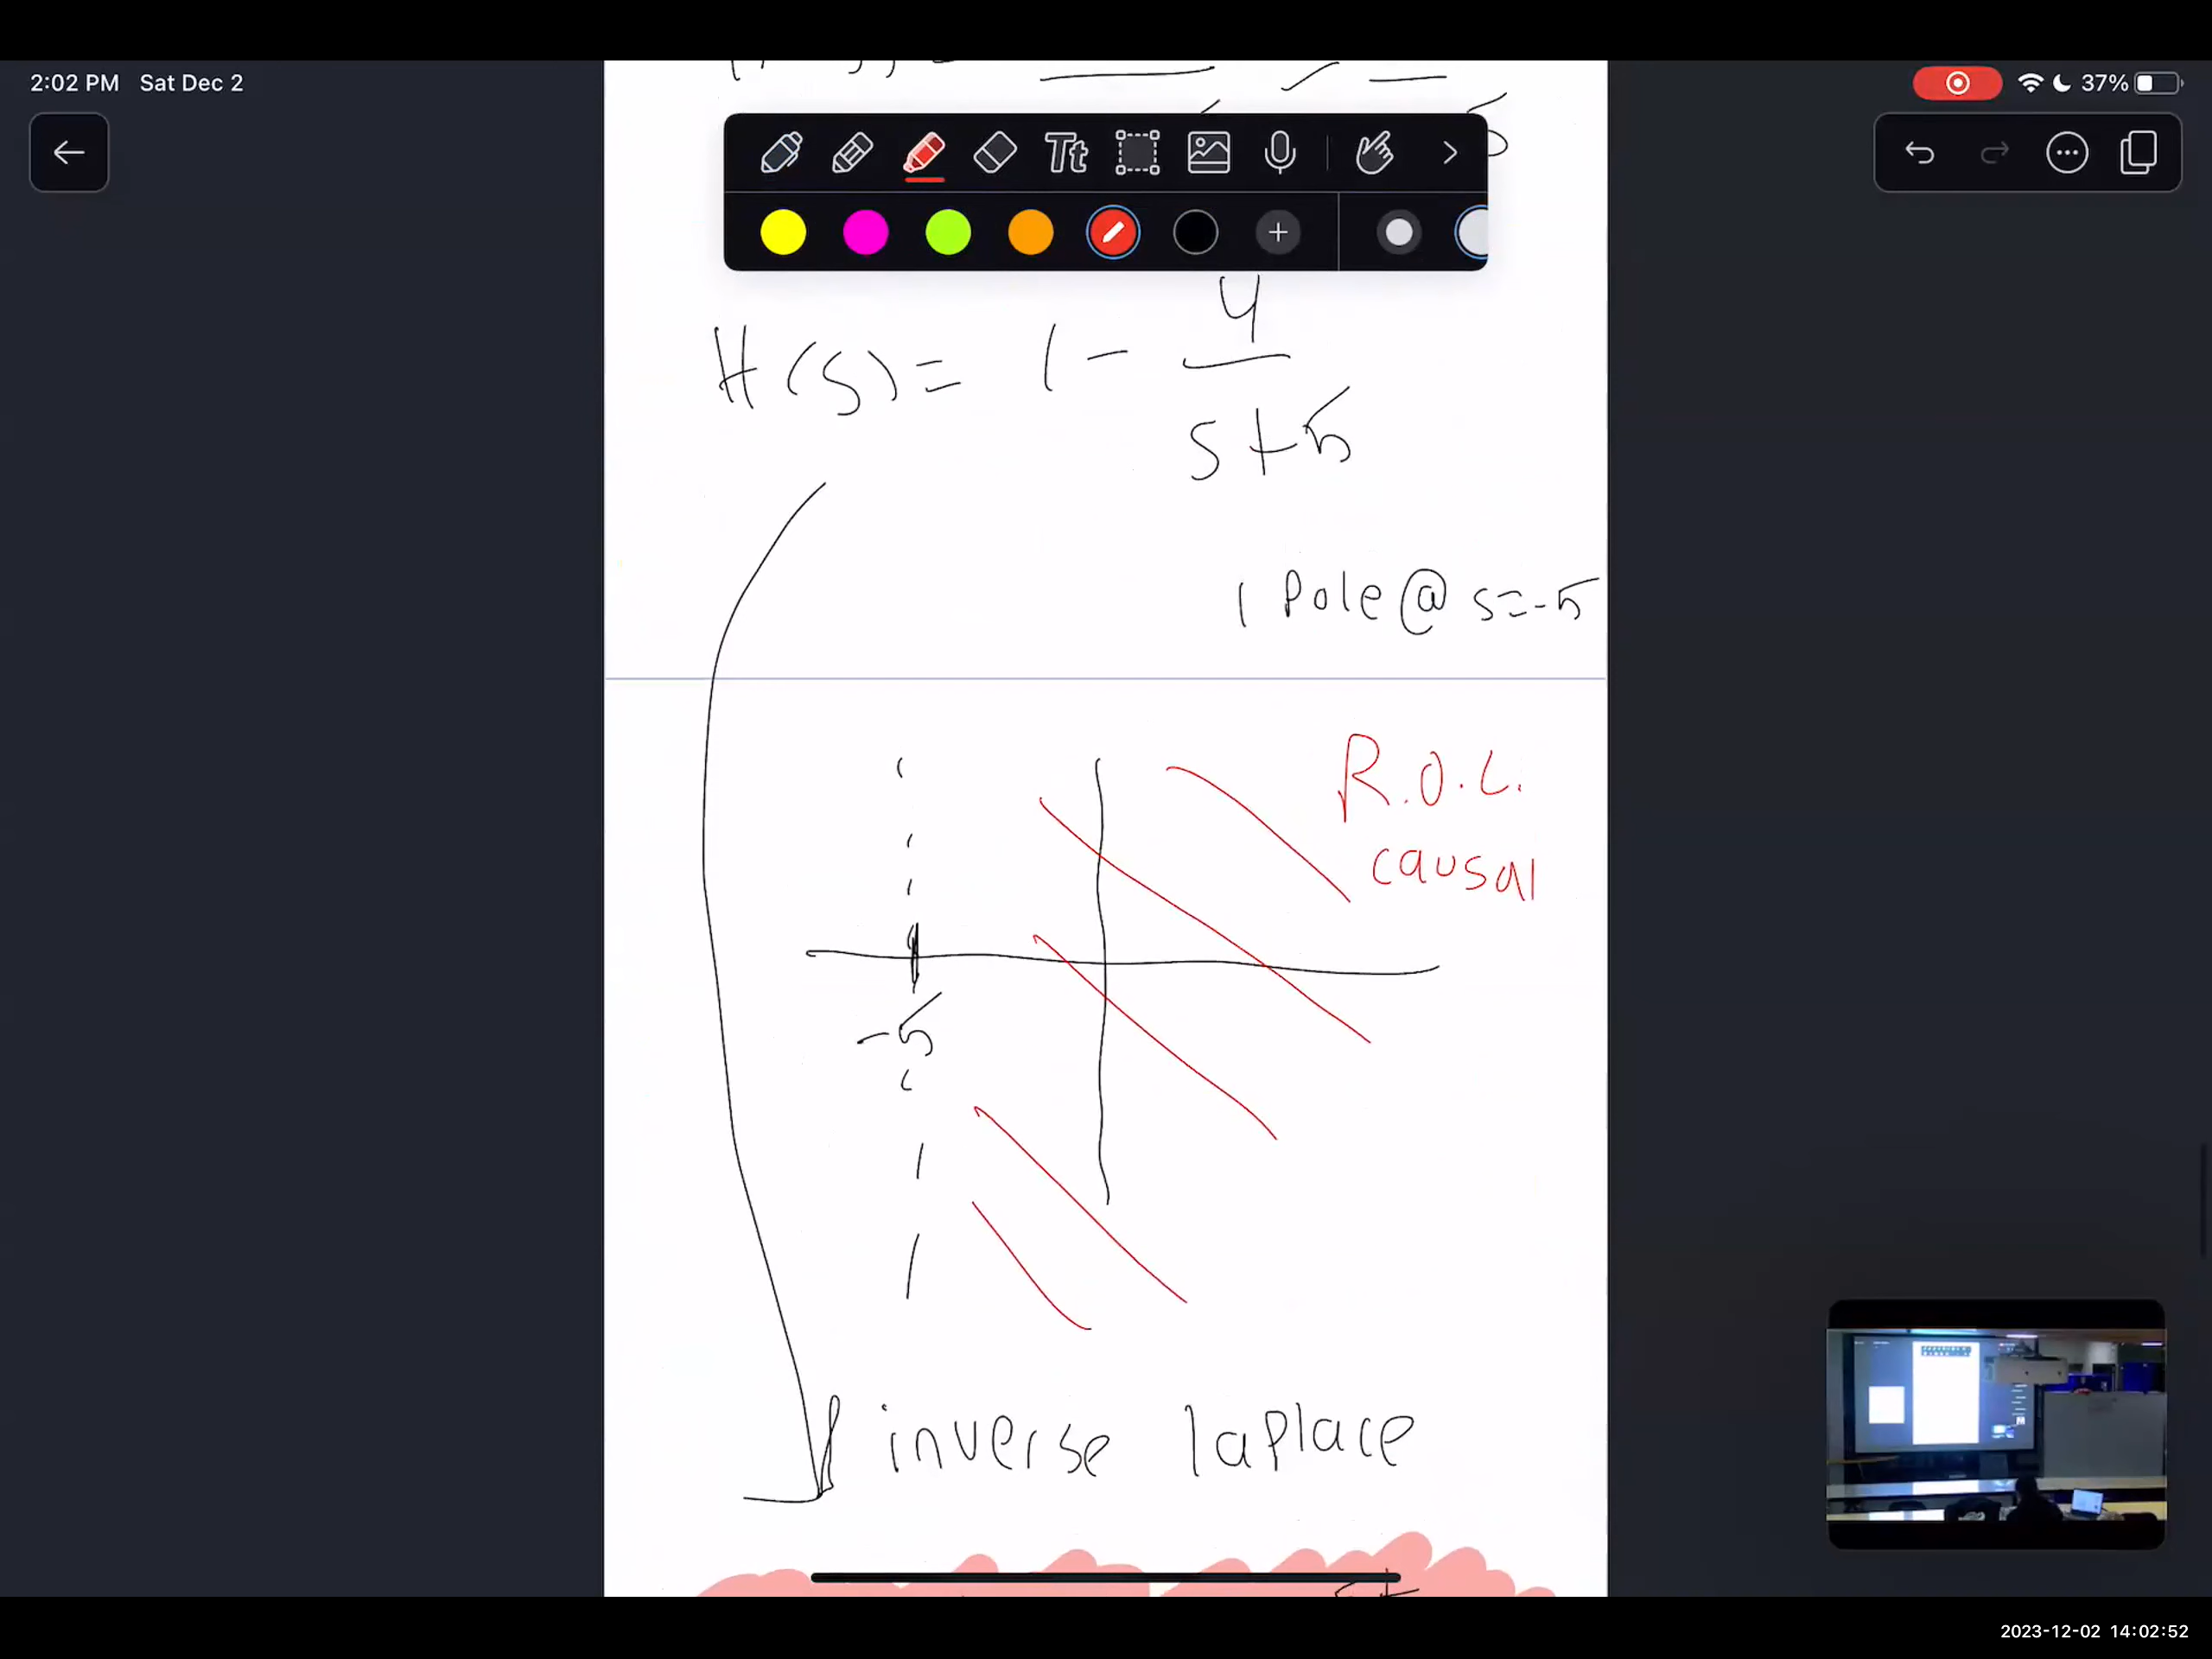 2:02 PM Sat Dec 2
37%
Tt
H(s) = 1 - 4
s+5
1 Pole @ s=-5
R.O.C.
causal
-5
inverse laplace
2023-12-02 14:02:52